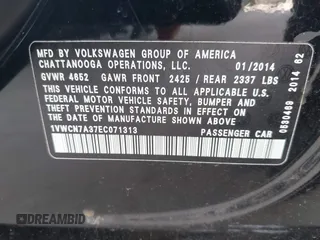 MFD BY VOLKSWAGEN GROUP OF AMERICA
CHATTANOOGA OPERATIONS, LLC. 01/2014
GVWR 4652 GAWR FRONT 2425 / REAR 2337 LBS
THIS VEHICLE CONFORMS TO ALL APPLICABLE U.S.
FEDERAL MOTOR VEHICLE SAFETY, BUMPER AND
THEFT PREVENTION STANDARDS IN EFFECT ON THE
DATE OF MANUFACTURE SHOWN ABOVE.
1VWCN7A37EC071313 PASSENGER CAR
0530469 2014 62
DREAMBID